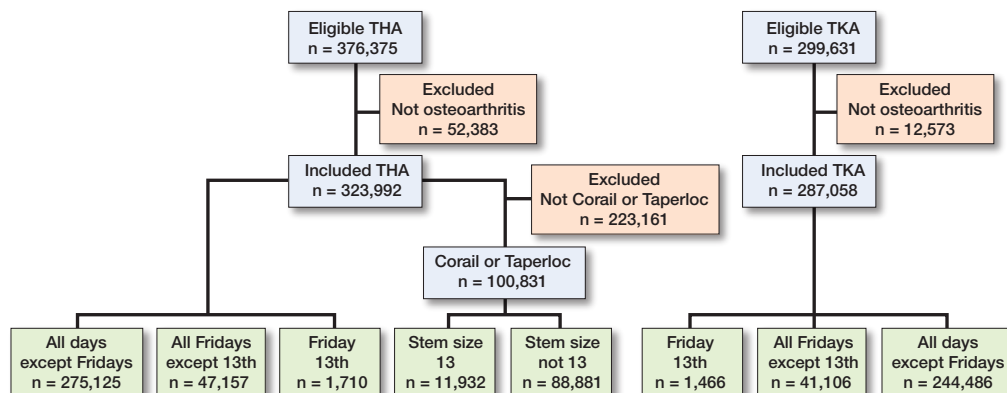 Eligible THA
n = 376,375
Eligible TKA
n = 299,631
Excluded
Not osteoarthritis
n = 52,383
Excluded
Not osteoarthritis
n = 12,573
Included THA
n = 323,992
Excluded
Not Corail or Taperloc
n = 223,161
Included TKA
n = 287,058
Corail or Taperloc
n = 100,831
All days
except Fridays
n = 275,125
All Fridays
except 13th
n = 47,157
Friday
13th
n = 1,710
Stem size
13
n = 11,932
Stem size
not 13
n = 88,881
Friday
13th
n = 1,466
All Fridays
except 13th
n = 41,106
All days
except Fridays
n = 244,486